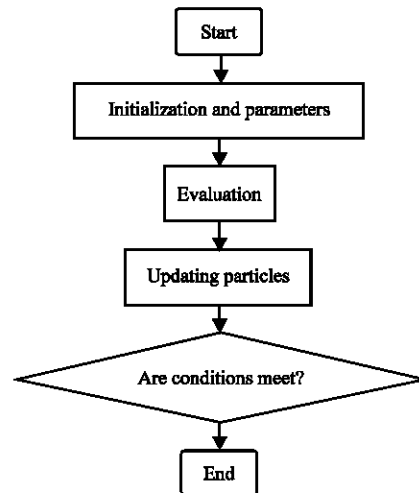 Start
Initialization and parameters
Evaluation
Updating particles
Are conditions meet?
End